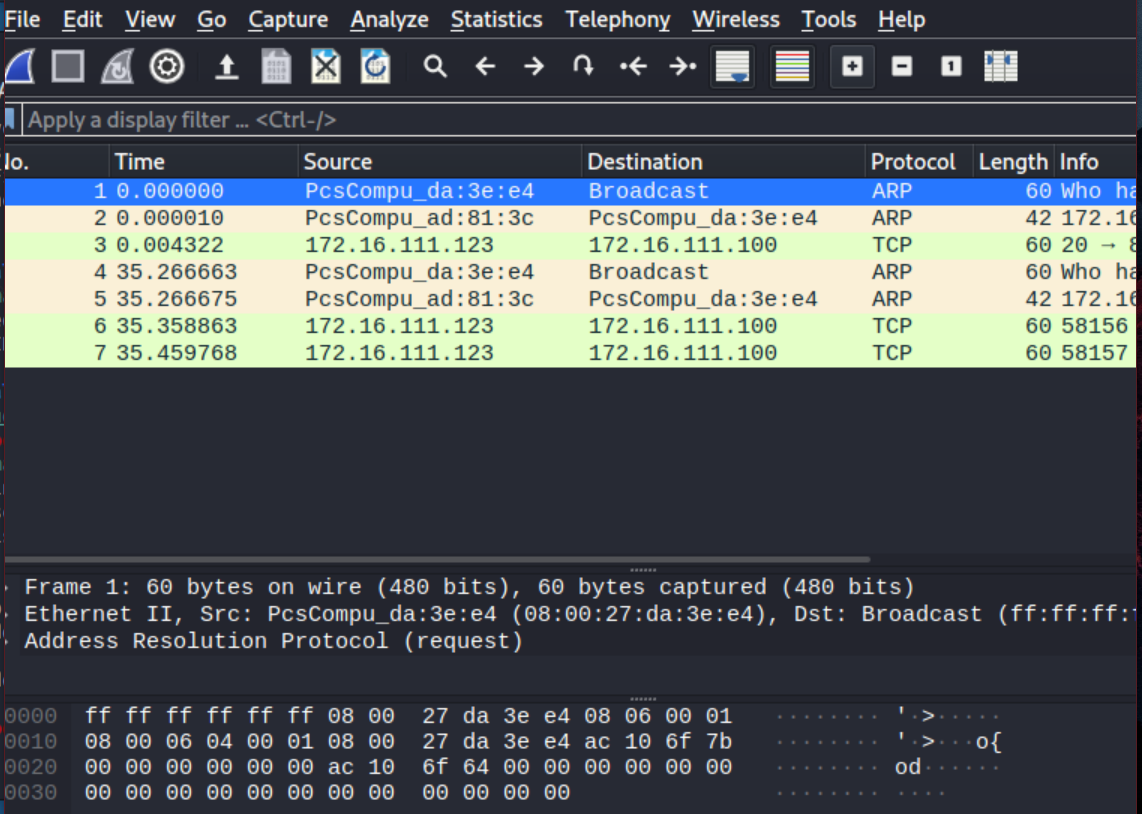 File Edit View Go Capture Analyze Statistics Telephony Wireless Tools Help
Apply a display filter ... <Ctrl-/>
No. Time Source Destination Protocol Length Info
1 0.000000 PcsCompu_da:3e:e4 Broadcast ARP 60 Who ha
2 0.000010 PcsCompu_ad:81:3c PcsCompu_da:3e:e4 ARP 42 172.16
3 0.004322 172.16.111.123 172.16.111.100 TCP 60 20 → 8
4 35.266663 PcsCompu_da:3e:e4 Broadcast ARP 60 Who ha
5 35.266675 PcsCompu_ad:81:3c PcsCompu_da:3e:e4 ARP 42 172.16
6 35.358863 172.16.111.123 172.16.111.100 TCP 60 58156
7 35.459768 172.16.111.123 172.16.111.100 TCP 60 58157
Frame 1: 60 bytes on wire (480 bits), 60 bytes captured (480 bits)
Ethernet II, Src: PcsCompu_da:3e:e4 (08:00:27:da:3e:e4), Dst: Broadcast (ff:ff:ff:
Address Resolution Protocol (request)
0000 ff ff ff ff ff ff 08 00 27 da 3e e4 08 06 00 01 ········ '·>·····
0010 08 00 06 04 00 01 08 00 27 da 3e e4 ac 10 6f 7b ········ '·>···o{
0020 00 00 00 00 00 00 ac 10 6f 64 00 00 00 00 00 00 ········ od······
0030 00 00 00 00 00 00 00 00 00 00 00 00 ········ ····